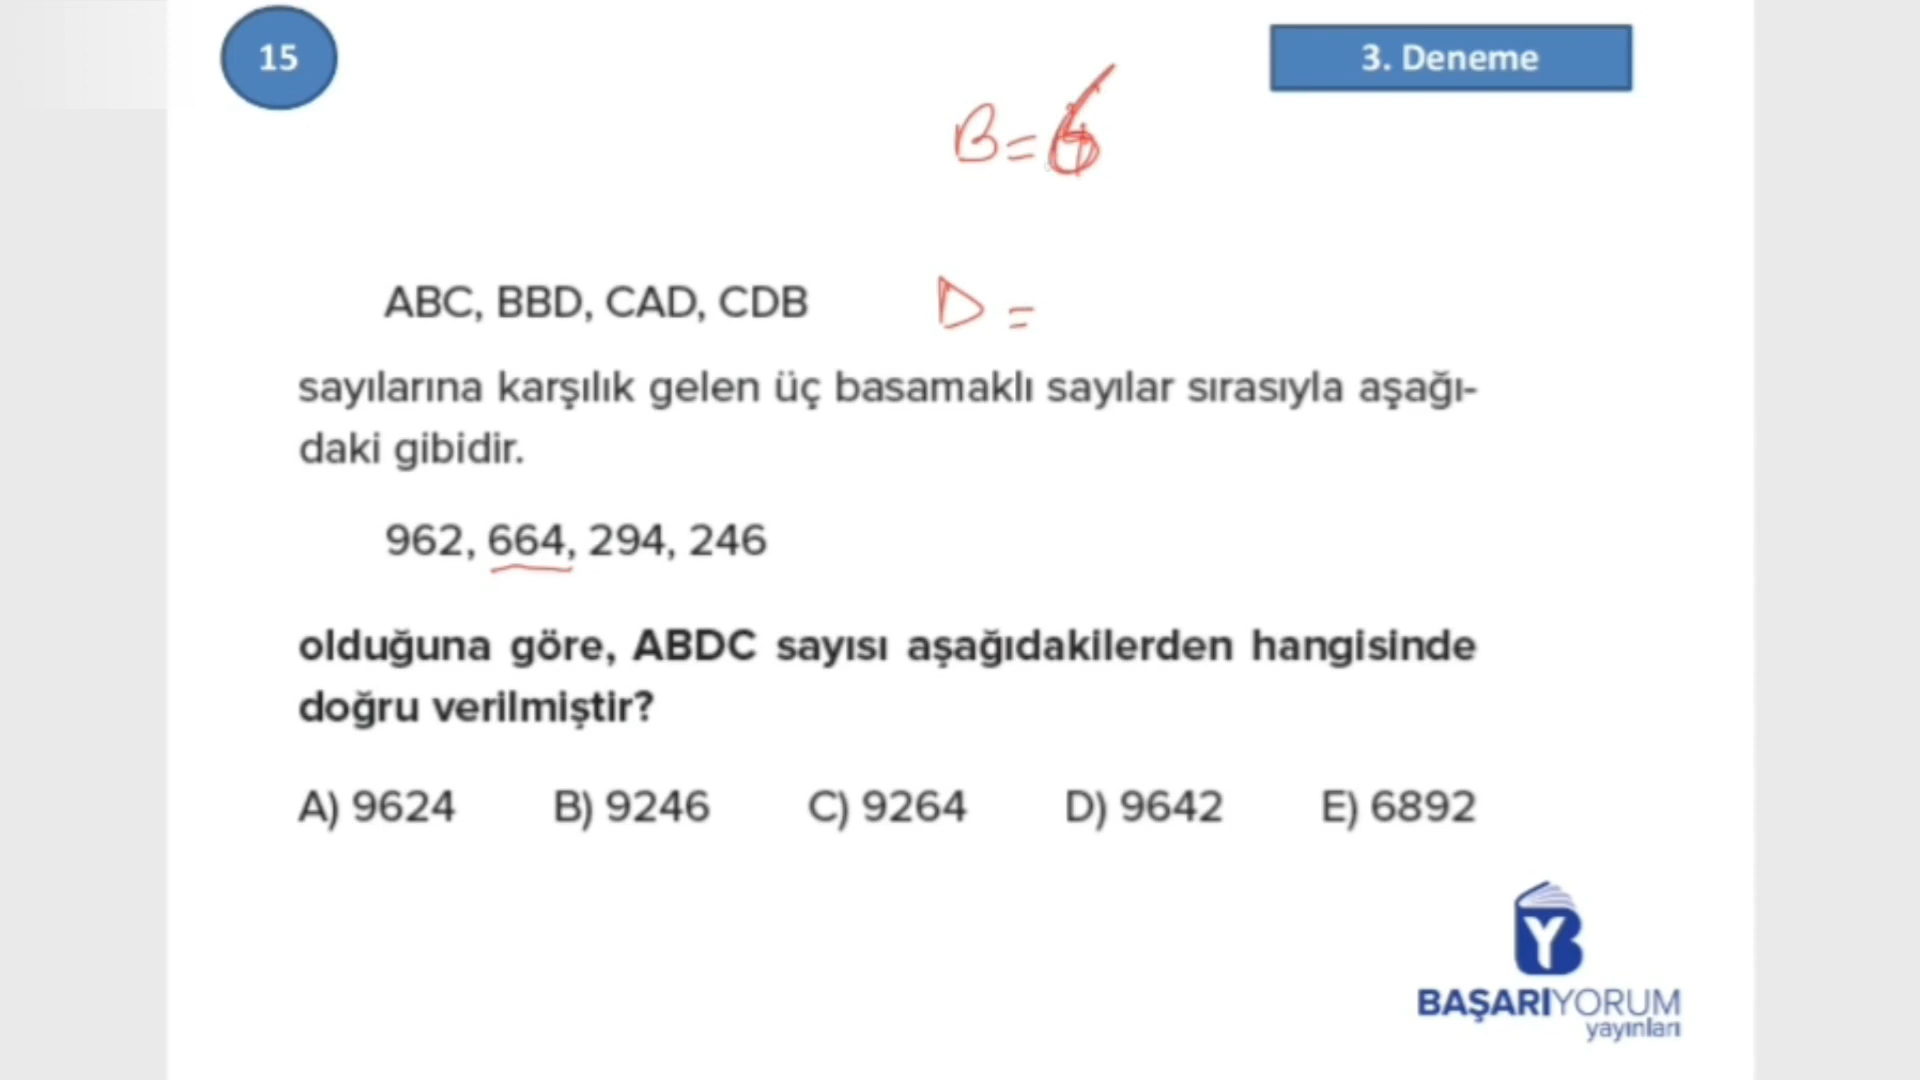 15
3. Deneme
B=6
ABC, BBD, CAD, CDB
D =
sayılarına karşılık gelen üç basamaklı sayılar sırasıyla aşağı-
daki gibidir.
962, 664, 294, 246
olduğuna göre, ABDC sayısı aşağıdakilerden hangisinde
doğru verilmiştir?
A) 9624 B) 9246 C) 9264 D) 9642 E) 6892
BAŞARIYORUM
yayınları